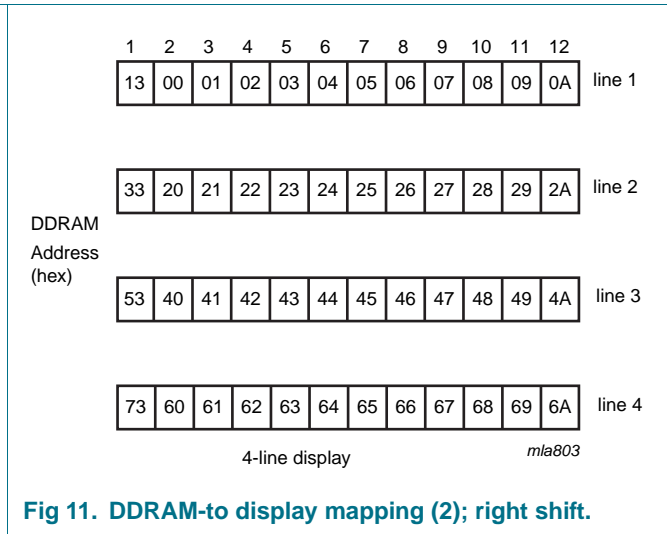 1 2 3 4 5 6 7 8 9 10 11 12
13 00 01 02 03 04 05 06 07 08 09 0A line 1
33 20 21 22 23 24 25 26 27 28 29 2A line 2
DDRAM
Address
(hex)
53 40 41 42 43 44 45 46 47 48 49 4A line 3
73 60 61 62 63 64 65 66 67 68 69 6A line 4
4-line display
mla803
Fig 11. DDRAM-to display mapping (2); right shift.